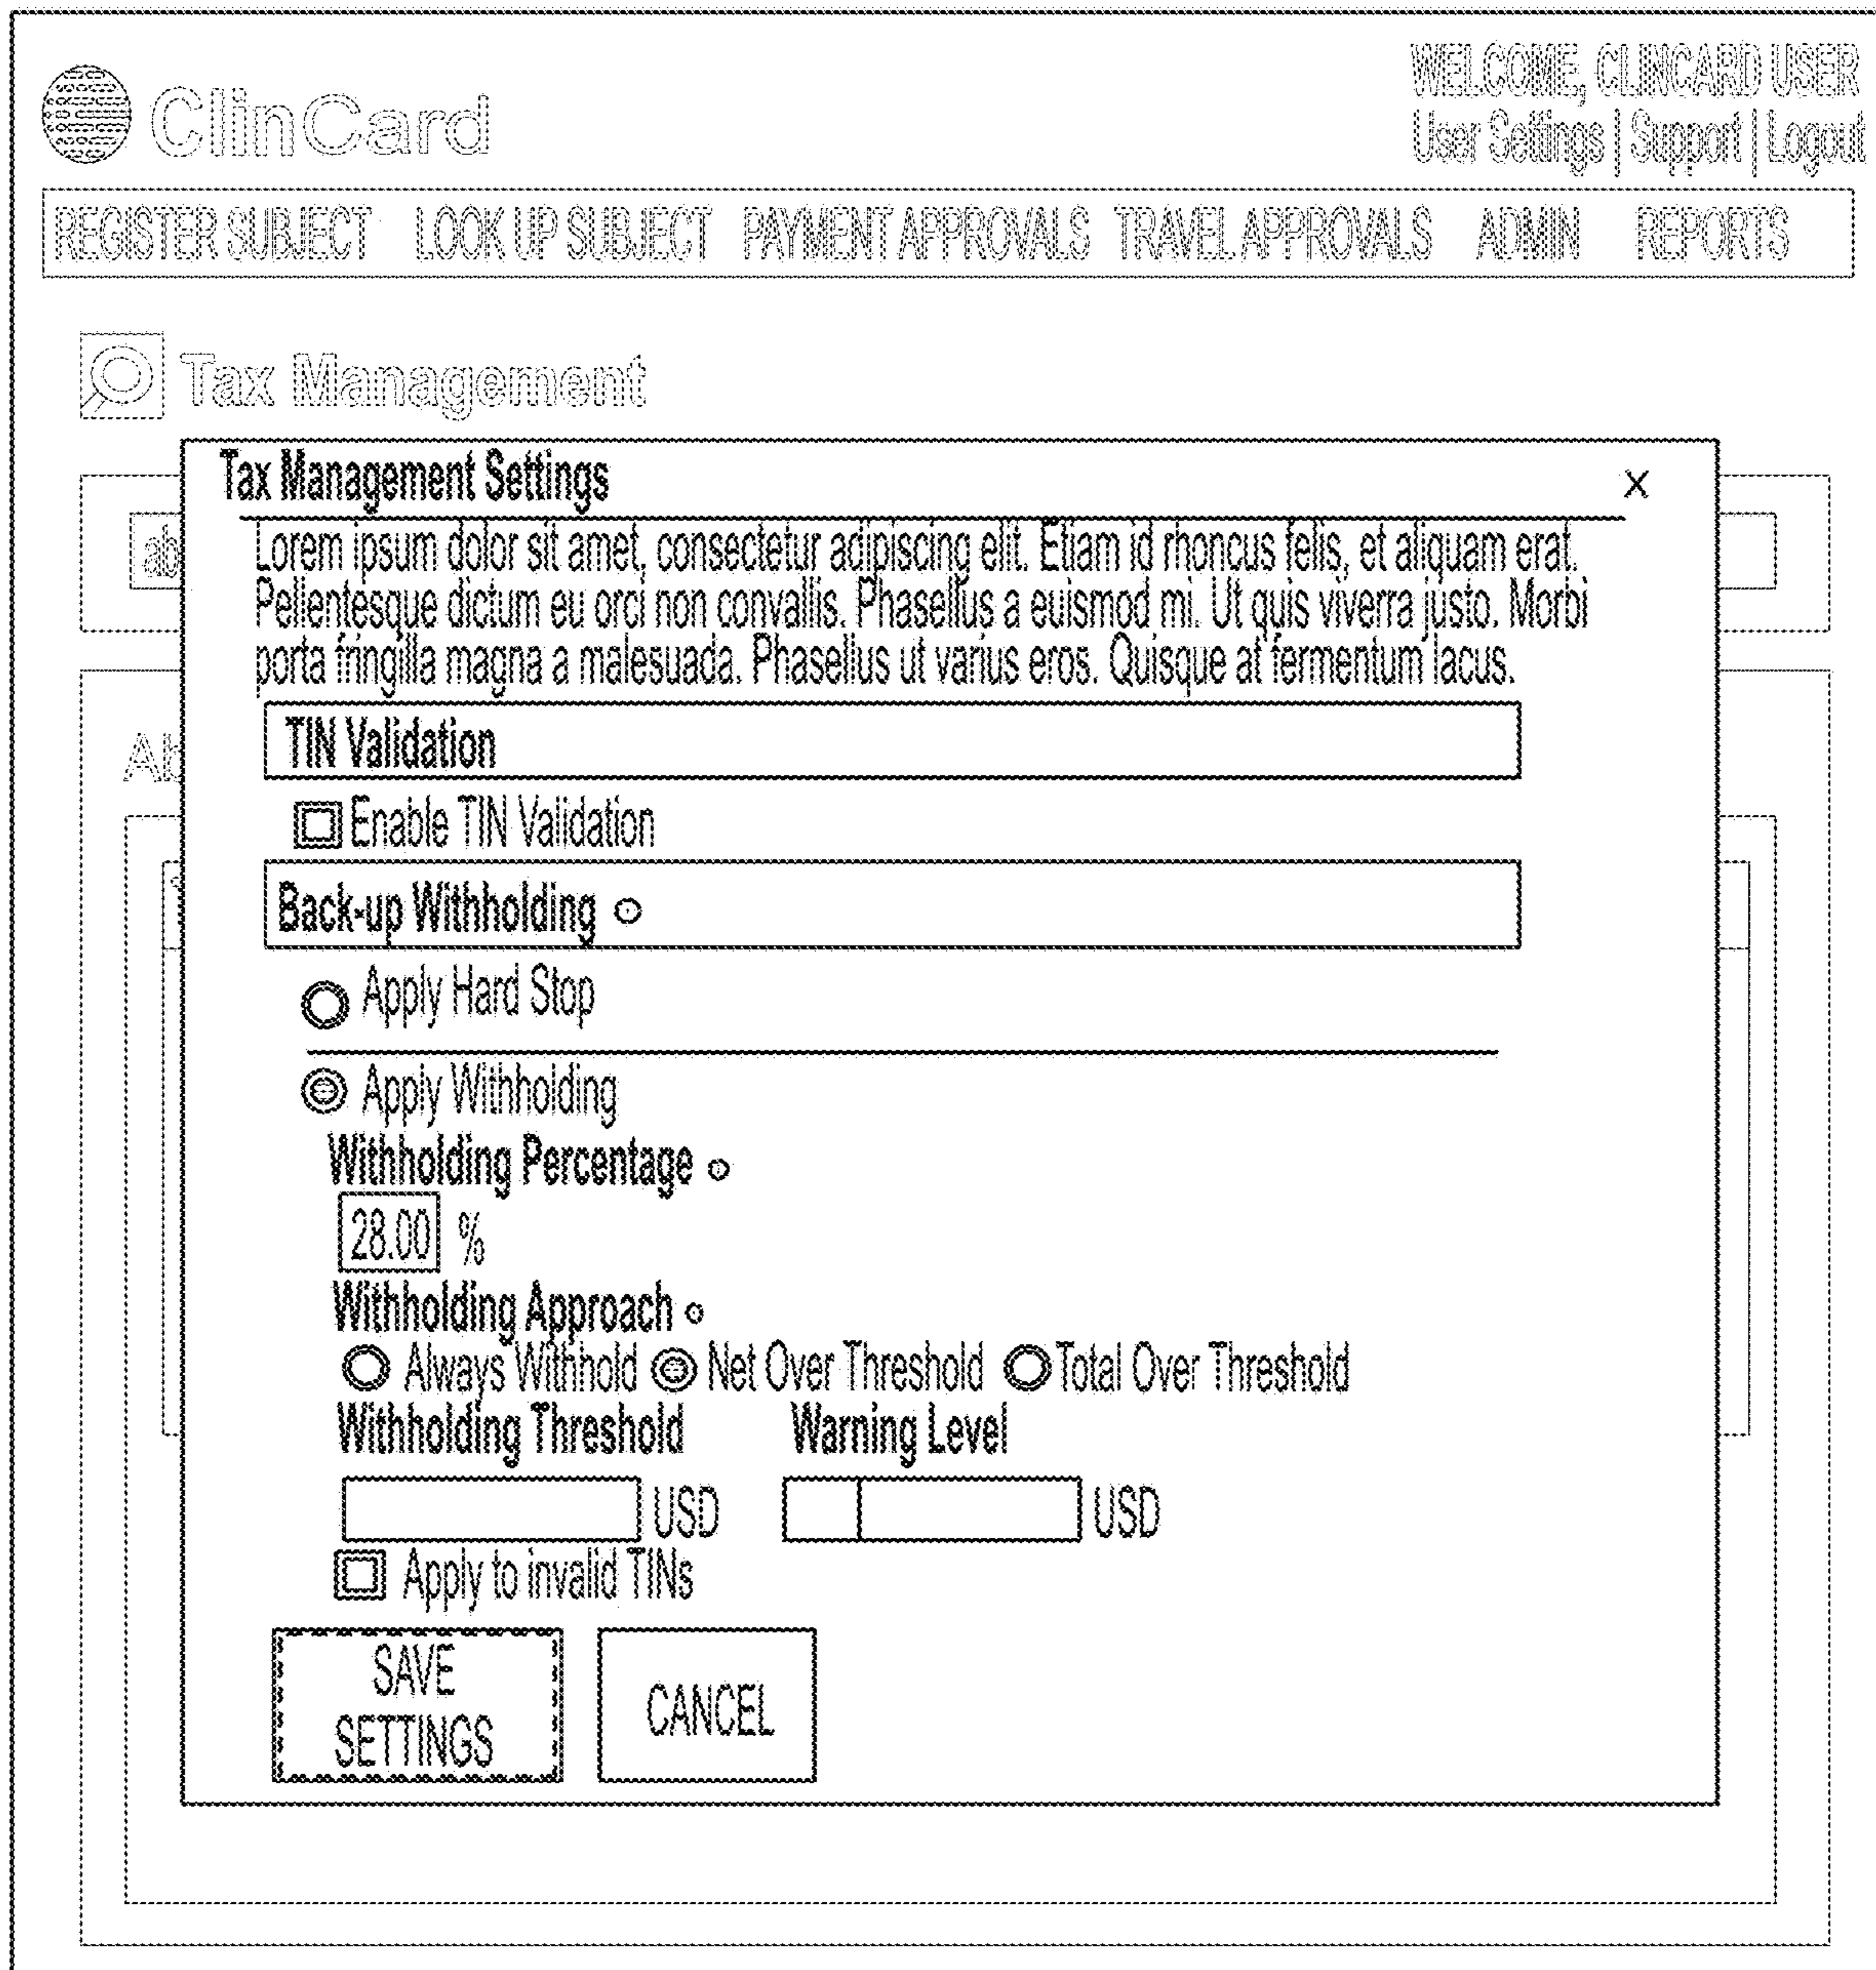 ClinCard
WELCOME, CLINCARD USER
User Settings | Support | Logout
REGISTER SUBJECT LOOK UP SUBJECT PAYMENT APPROVALS TRAVEL APPROVALS ADMIN REPORTS
Tax Management
Tax Management Settings X
Lorem ipsum dolor sit amet, consectetur adipiscing elit. Etiam id rhoncus felis, et aliquam erat.
Pellentesque dictum eu orci non convallis. Phasellus a euismod mi. Ut quis viverra justo. Morbi
porta fringilla magna a malesuada. Phasellus ut varius eros. Quisque at fermentum lacus.
ab
TIN Validation
Ab
Enable TIN Validation
Back-up Withholding
Apply Hard Stop
Apply Withholding
Withholding Percentage
28.00 %
Withholding Approach
Always Withhold Net Over Threshold Total Over Threshold
Withholding Threshold Warning Level
USD USD
Apply to invalid TINs
SAVE
SETTINGS
CANCEL